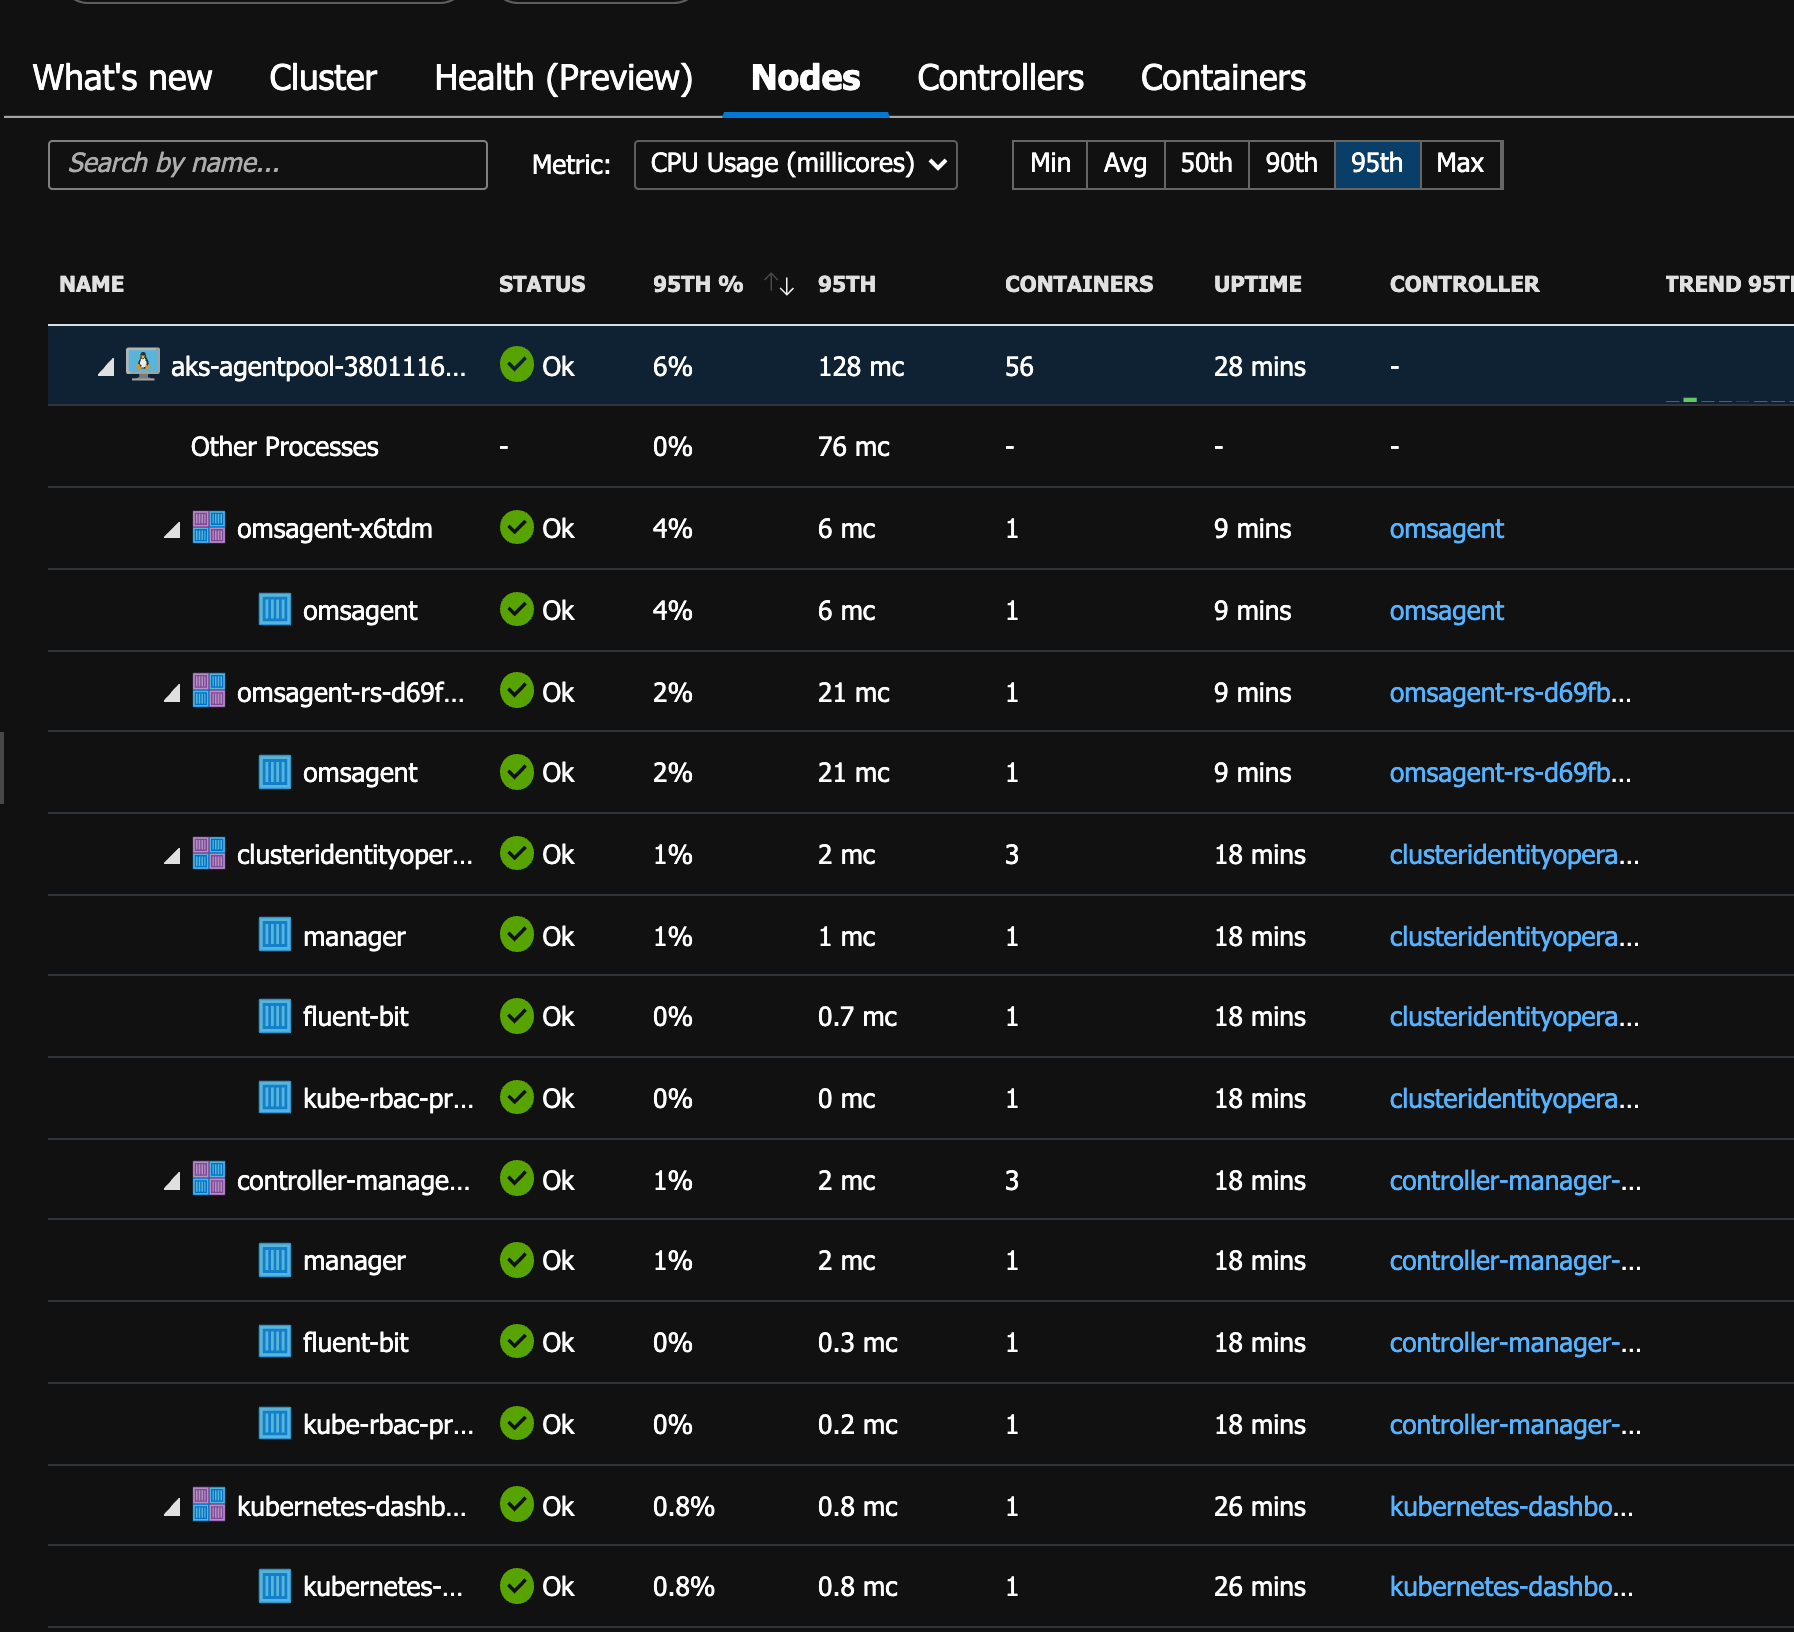 What's new Cluster Health (Preview) Nodes Controllers Containers
Search by name... Metric: CPU Usage (millicores) Min Avg 50th 90th 95th Max
NAME STATUS 95TH % 95TH CONTAINERS UPTIME CONTROLLER TREND 95T
aks-agentpool-3801116... Ok 6% 128 mc 56 28 mins -
Other Processes - 0% 76 mc - - -
omsagent-x6tdm Ok 4% 6 mc 1 9 mins omsagent
omsagent Ok 4% 6 mc 1 9 mins omsagent
omsagent-rs-d69f... Ok 2% 21 mc 1 9 mins omsagent-rs-d69fb...
omsagent Ok 2% 21 mc 1 9 mins omsagent-rs-d69fb...
clusteridentityoper... Ok 1% 2 mc 3 18 mins clusteridentityopera...
manager Ok 1% 1 mc 1 18 mins clusteridentityopera...
fluent-bit Ok 0% 0.7 mc 1 18 mins clusteridentityopera...
kube-rbac-pr... Ok 0% 0 mc 1 18 mins clusteridentityopera...
controller-manage... Ok 1% 2 mc 3 18 mins controller-manager-...
manager Ok 1% 2 mc 1 18 mins controller-manager-...
fluent-bit Ok 0% 0.3 mc 1 18 mins controller-manager-...
kube-rbac-pr... Ok 0% 0.2 mc 1 18 mins controller-manager-...
kubernetes-dashb... Ok 0.8% 0.8 mc 1 26 mins kubernetes-dashbo...
kubernetes-... Ok 0.8% 0.8 mc 1 26 mins kubernetes-dashbo...